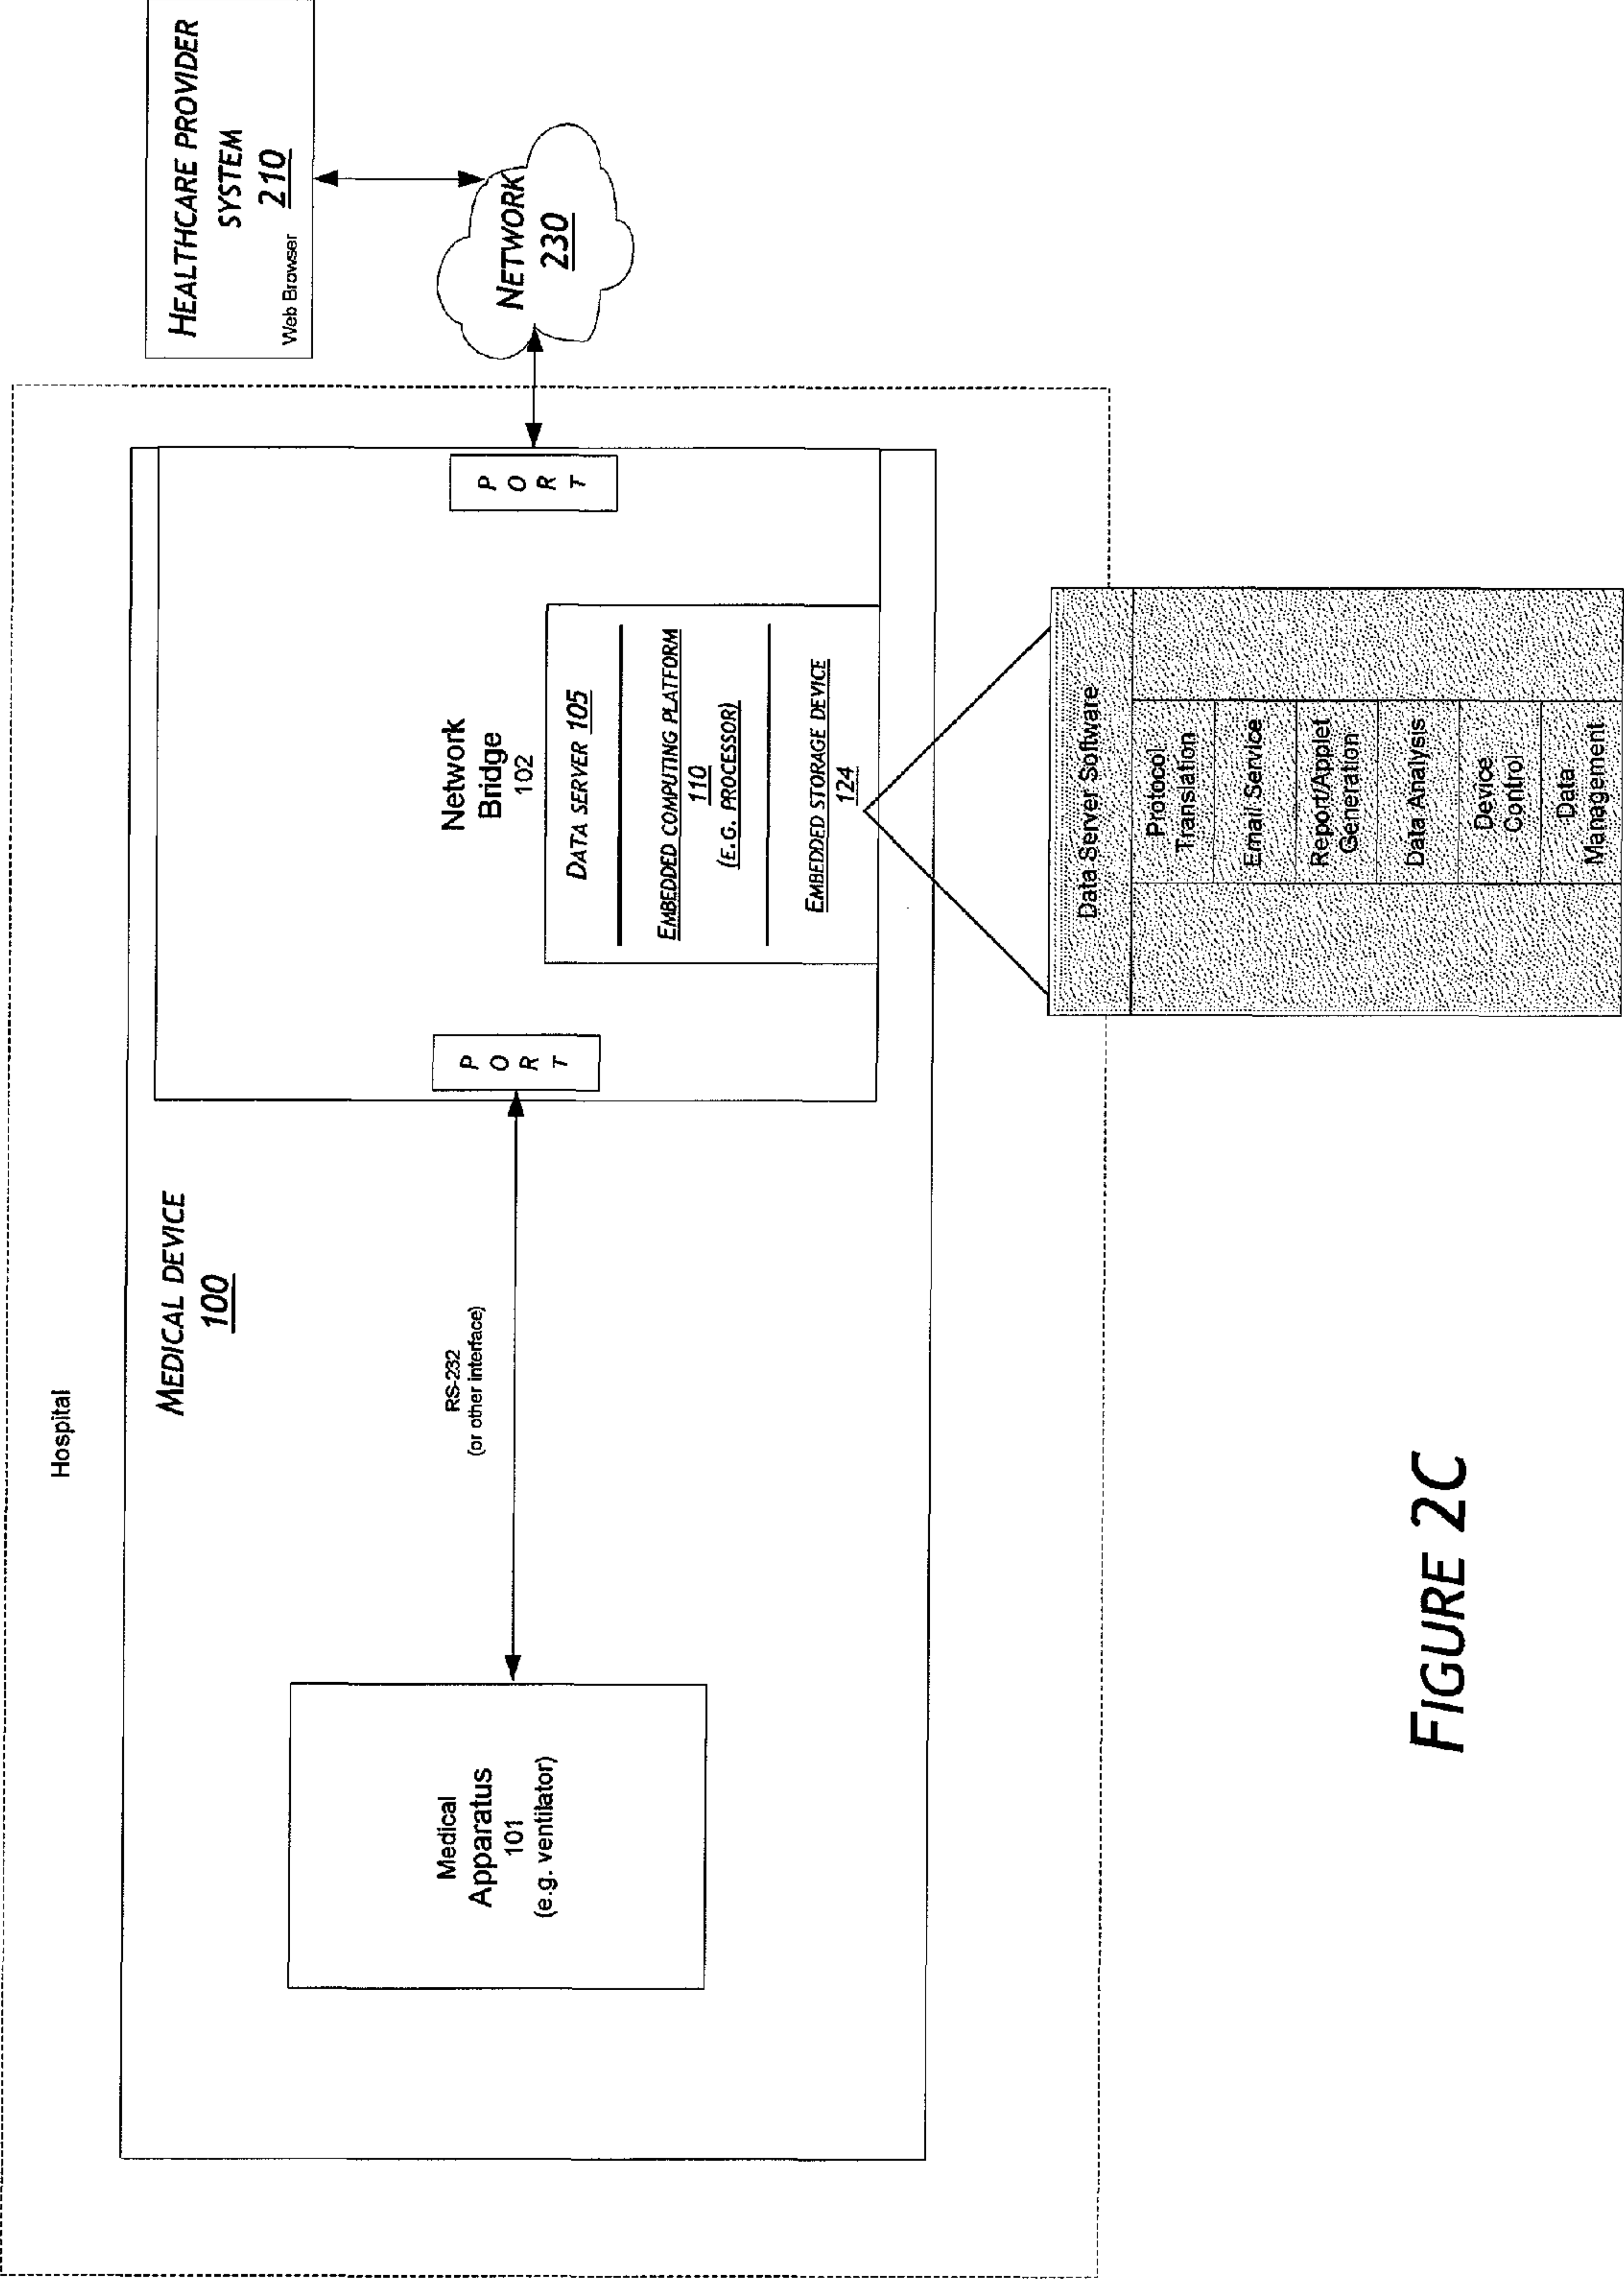 Hospital
MEDICAL DEVICE
100
Medical
Apparatus
101
(e.g. ventilator)
RS-232
(or other interface)
P
O
R
T
Network
Bridge
102
DATA SERVER 105
EMBEDDED COMPUTING PLATFORM
110
(E.G. PROCESSOR)
EMBEDDED STORAGE DEVICE
124
P
O
R
T
HEALTHCARE PROVIDER
SYSTEM
210
Web Browser
NETWORK
230
Data Server Software
Protocol
Translation
Email Service
Report/Applet
Generation
Data Analysis
Device
Control
Data
Management
FIGURE 2C